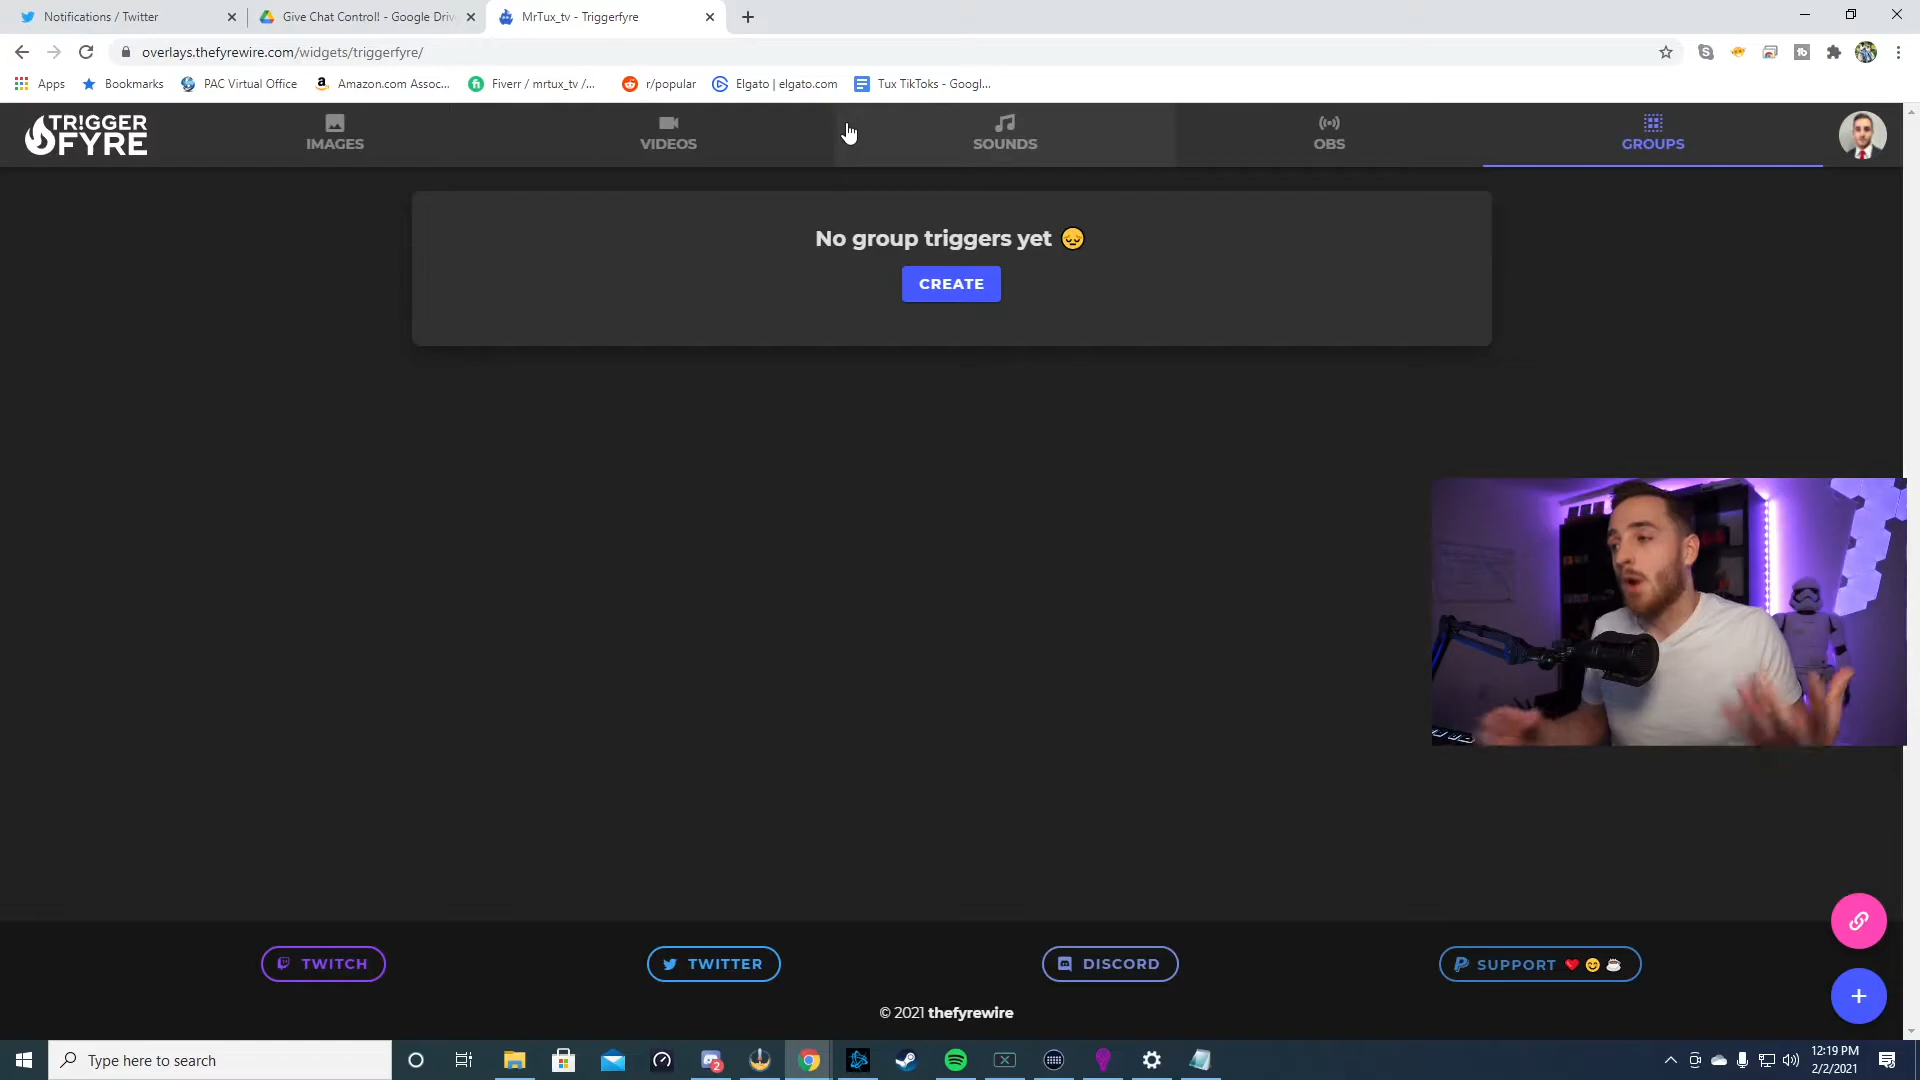 Notifications / Twitter
Give Chat Control! - Google Driv
MrTux_tv - Triggerfyre
overlays.thefyrewire.com/widgets/triggerfyre/
Apps
Bookmarks
PAC Virtual Office
Amazon.com Assoc...
Fiverr / mrtux_tv /...
r/popular
Elgato | elgato.com
Tux TikToks - Googl...
TR!GGER
FYRE
IMAGES
VIDEOS
SOUNDS
OBS
GROUPS
No group triggers yet 😔
CREATE
TWITCH
TWITTER
DISCORD
SUPPORT ❤️ 😊 ☕
© 2021 thefyrewire
Type here to search
2
12:19 PM
2/2/2021